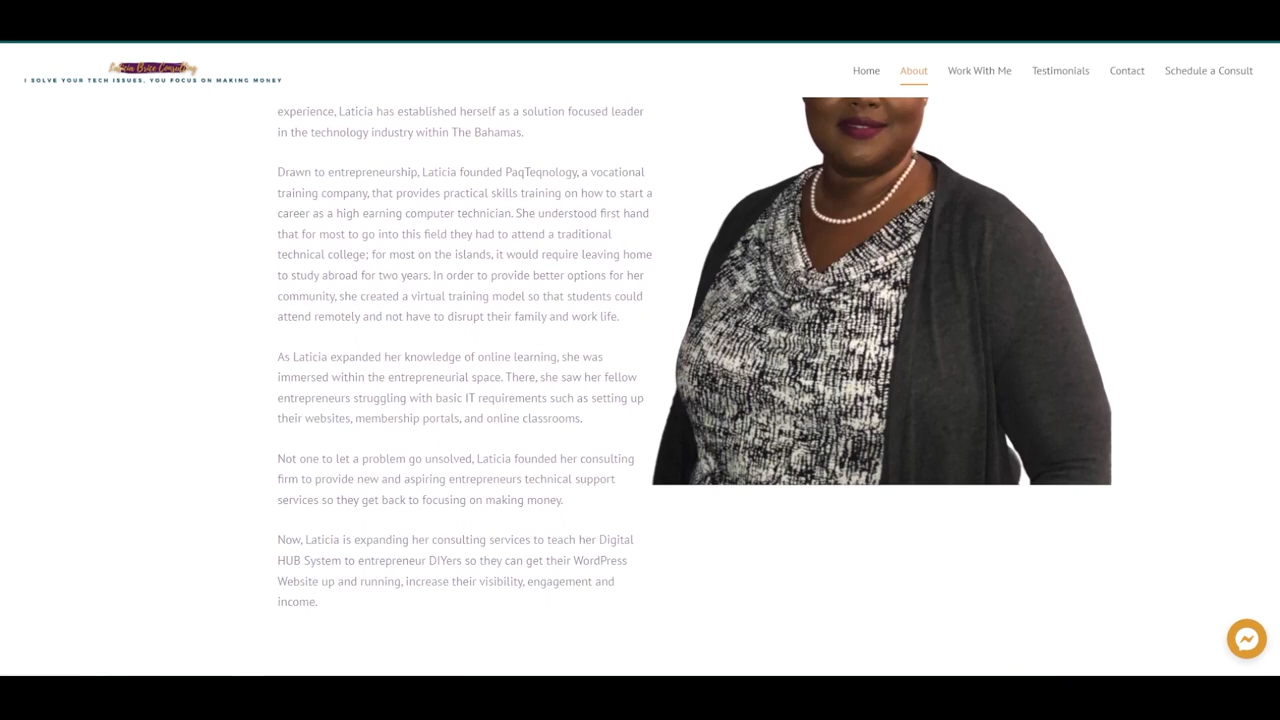 Laticia Brice Consulting
I SOLVE YOUR TECH ISSUES, YOU FOCUS ON MAKING MONEY
Home About Work With Me Testimonials Contact Schedule a Consult
experience, Laticia has established herself as a solution focused leader
in the technology industry within The Bahamas.
Drawn to entrepreneurship, Laticia founded PaqTeqnology, a vocational
training company, that provides practical skills training on how to start a
career as a high earning computer technician. She understood first hand
that for most to go into this field they had to attend a traditional
technical college; for most on the islands, it would require leaving home
to study abroad for two years. In order to provide better options for her
community, she created a virtual training model so that students could
attend remotely and not have to disrupt their family and work life.
As Laticia expanded her knowledge of online learning, she was
immersed within the entrepreneurial space. There, she saw her fellow
entrepreneurs struggling with basic IT requirements such as setting up
their websites, membership portals, and online classrooms.
Not one to let a problem go unsolved, Laticia founded her consulting
firm to provide new and aspiring entrepreneurs technical support
services so they get back to focusing on making money.
Now, Laticia is expanding her consulting services to teach her Digital
HUB System to entrepreneur DIYers so they can get their WordPress
Website up and running, increase their visibility, engagement and
income.